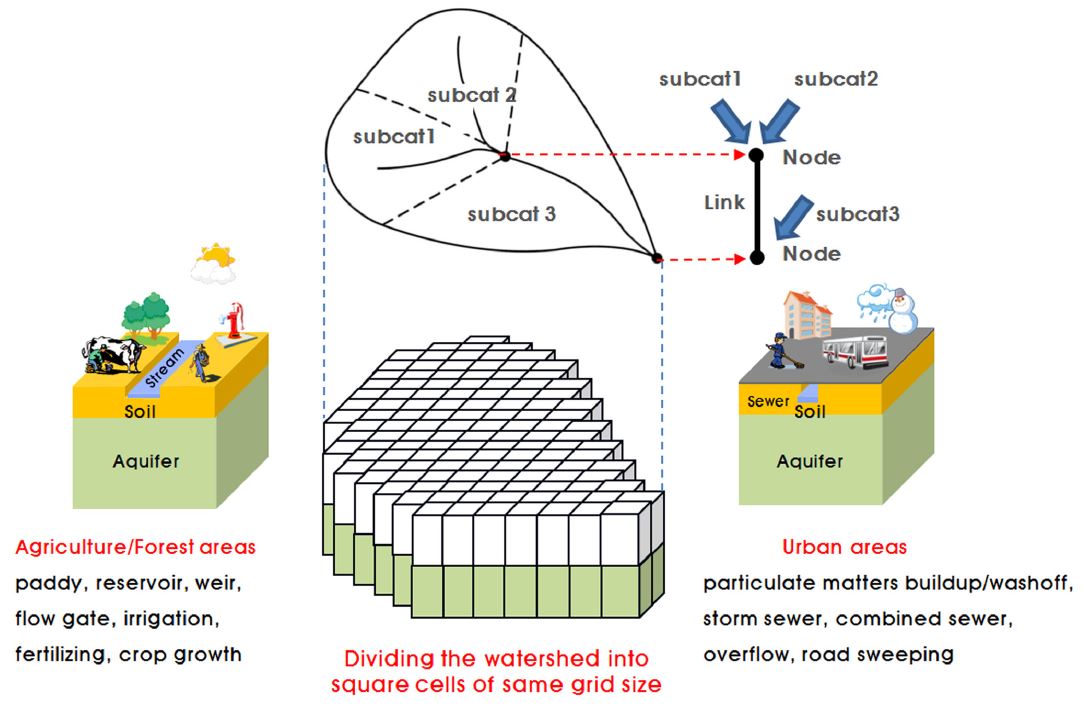 subcat 2
subcat1
subcat 3
subcat1
subcat2
Node
Link
subcat3
Node
Stream
Soil
Aquifer
Sewer
Soil
Aquifer
Agriculture/Forest areas
paddy, reservoir, weir,
flow gate, irrigation,
fertilizing, crop growth
Dividing the watershed into
square cells of same grid size
Urban areas
particulate matters buildup/washoff,
storm sewer, combined sewer,
overflow, road sweeping